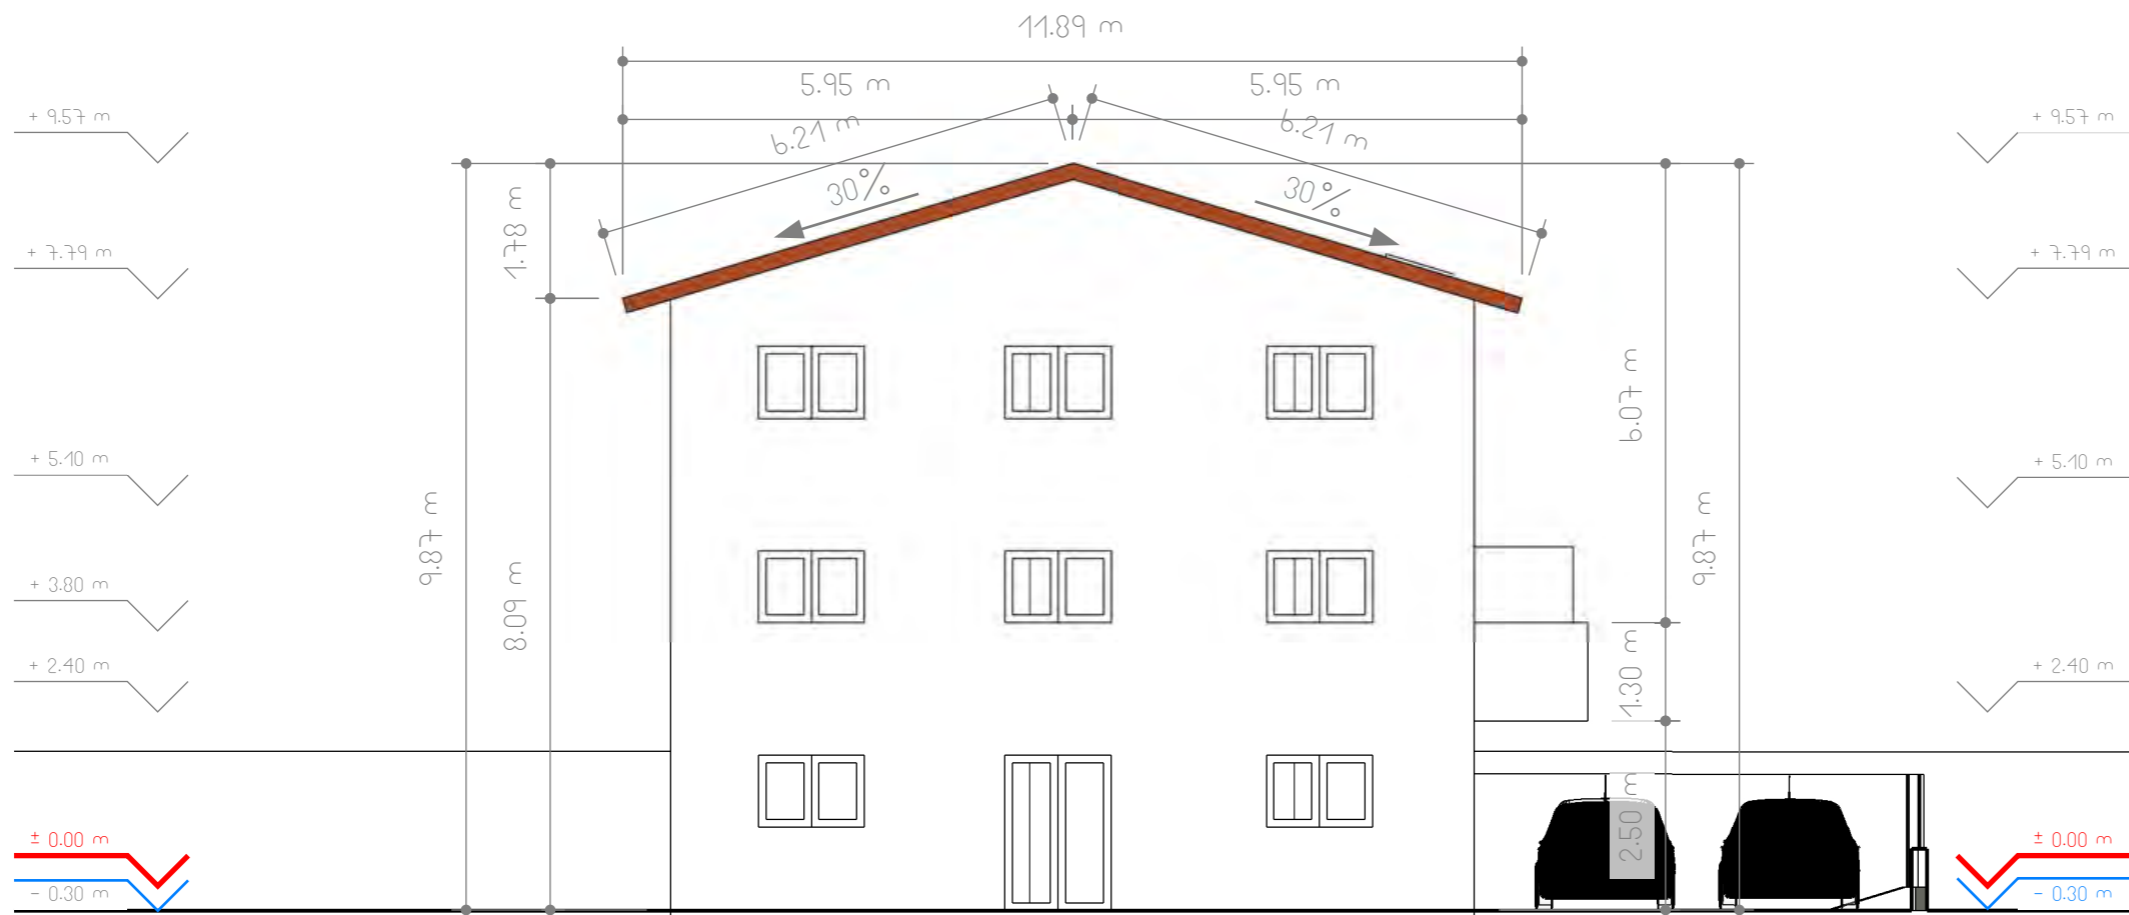 11.89 m
5.95 m
5.95 m
+ 9.57 m
+ 9.57 m
6.21 m
6.21 m
30%
30%
1.78 m
+ 7.79 m
+ 7.79 m
6.07 m
+ 5.10 m
+ 5.10 m
9.87 m
9.87 m
8.09 m
+ 3.80 m
1.30 m
+ 2.40 m
+ 2.40 m
2.50 m
± 0.00 m
± 0.00 m
- 0.30 m
- 0.30 m